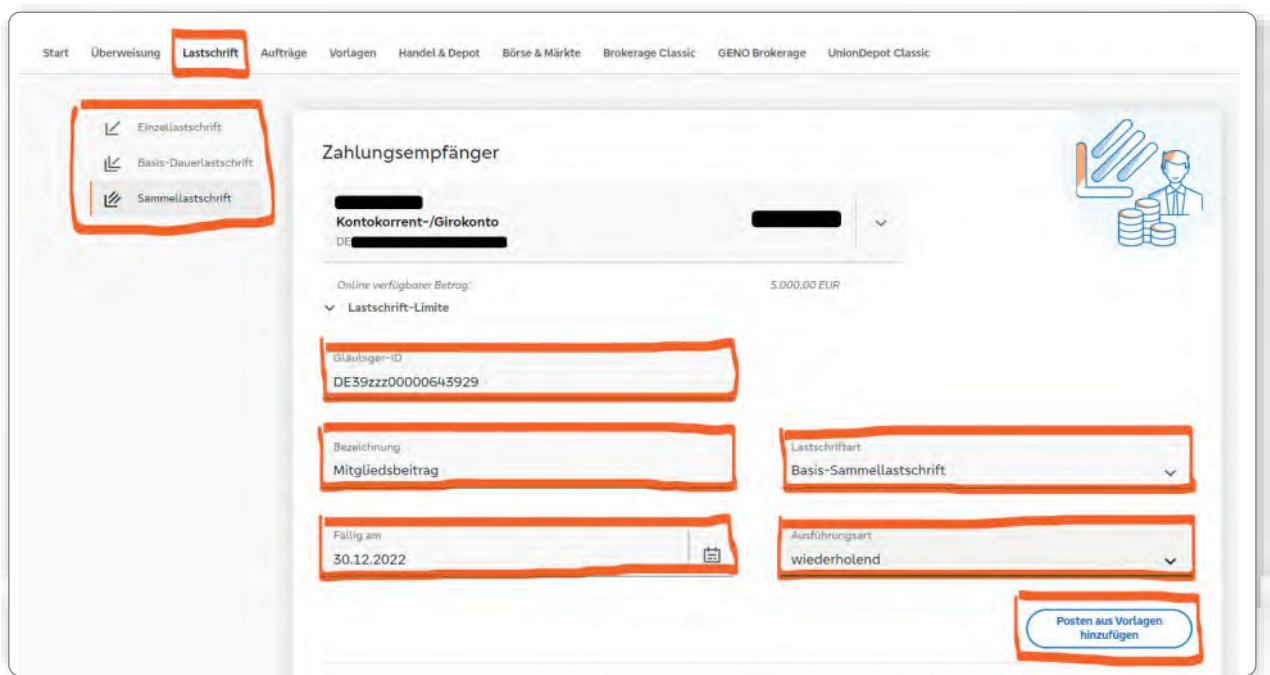 Start Überweisung Lastschrift Aufträge Vorlagen Handel & Depot Börse & Märkte Brokerage Classic GENO Brokerage UnionDepot Classic
Einzellastschrift
Basis-Dauerlastschrift
Sammellastschrift
Zahlungsempfänger
Kontokorrent-/Girokonto
DE
Online verfügbarer Betrag: 5.000,00 EUR
Lastschrift-Limite
Gläubiger-ID
DE39zzz00000643929
Bezeichnung
Mitgliedsbeitrag
Lastschriftart
Basis-Sammellastschrift
Fällig am
30.12.2022
Ausführungsart
wiederholend
Posten aus Vorlagen
hinzufügen